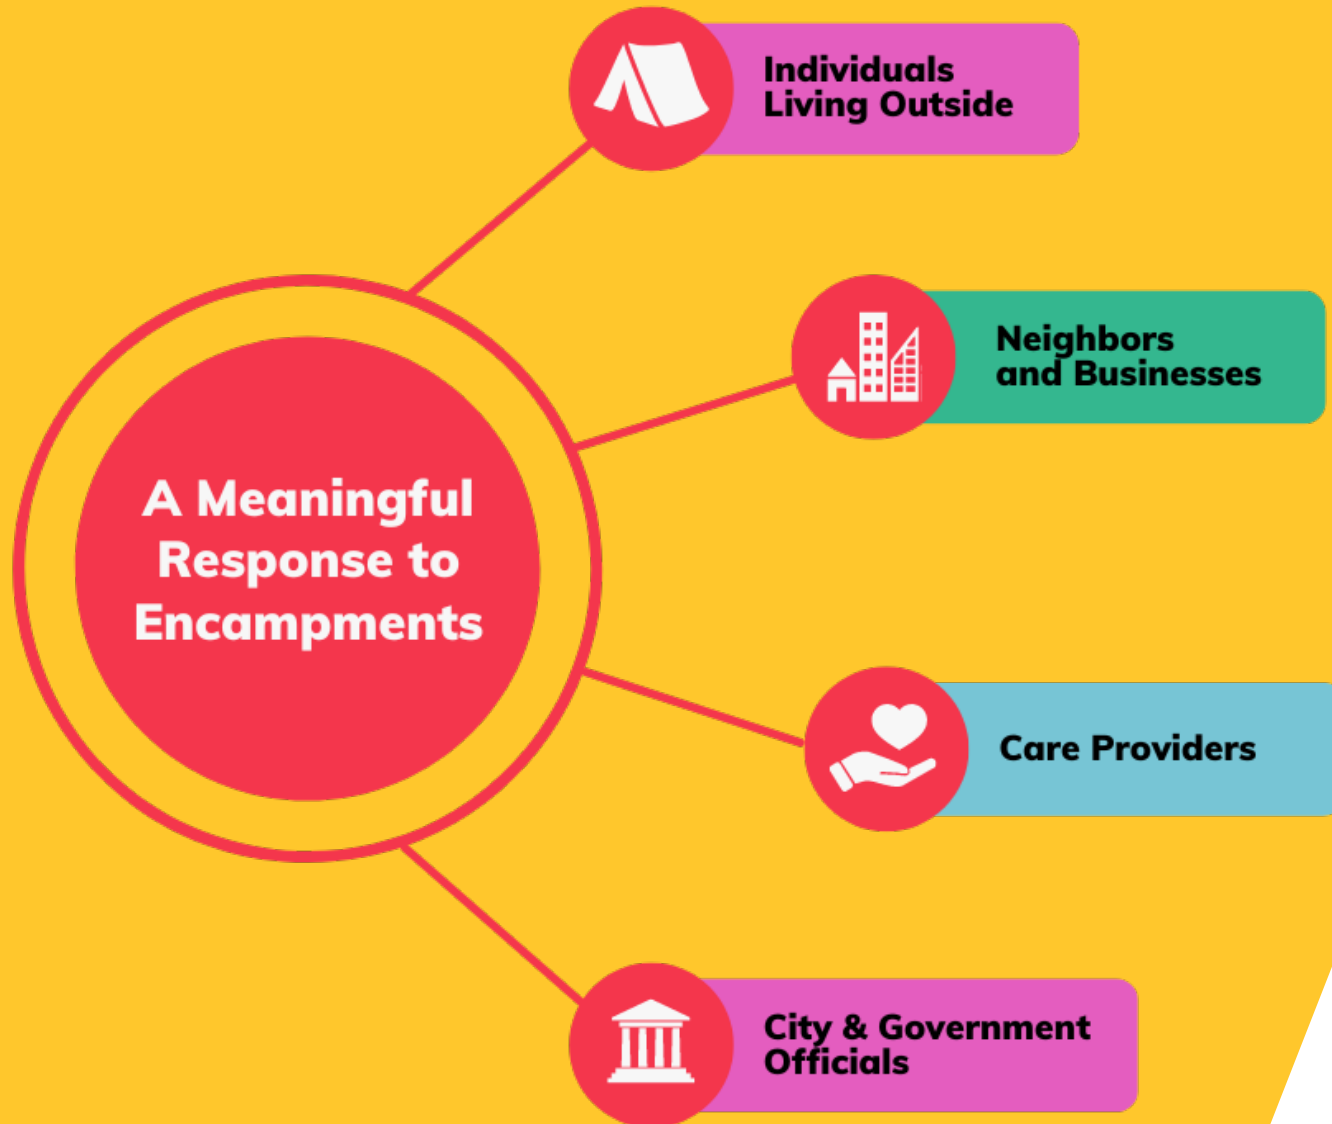 Individuals
Living Outside
Neighbors
and Businesses
A Meaningful
Response to
Encampments
Care Providers
City & Government
Officials